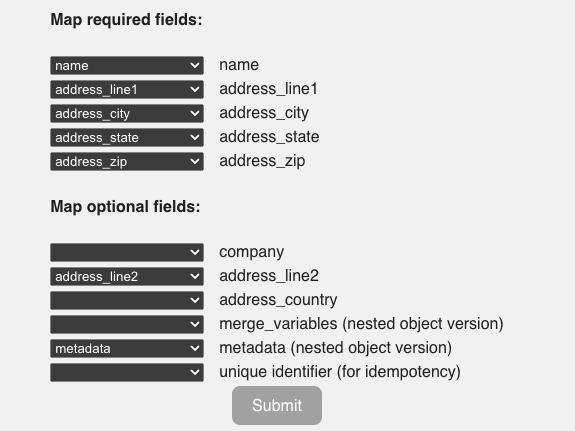 Map required fields:
name name
address_line1 address_line1
address_city address_city
address_state address_state
address_zip address_zip
Map optional fields:
company
address_line2 address_line2
address_country
merge_variables (nested object version)
metadata metadata (nested object version)
unique identifier (for idempotency)
Submit